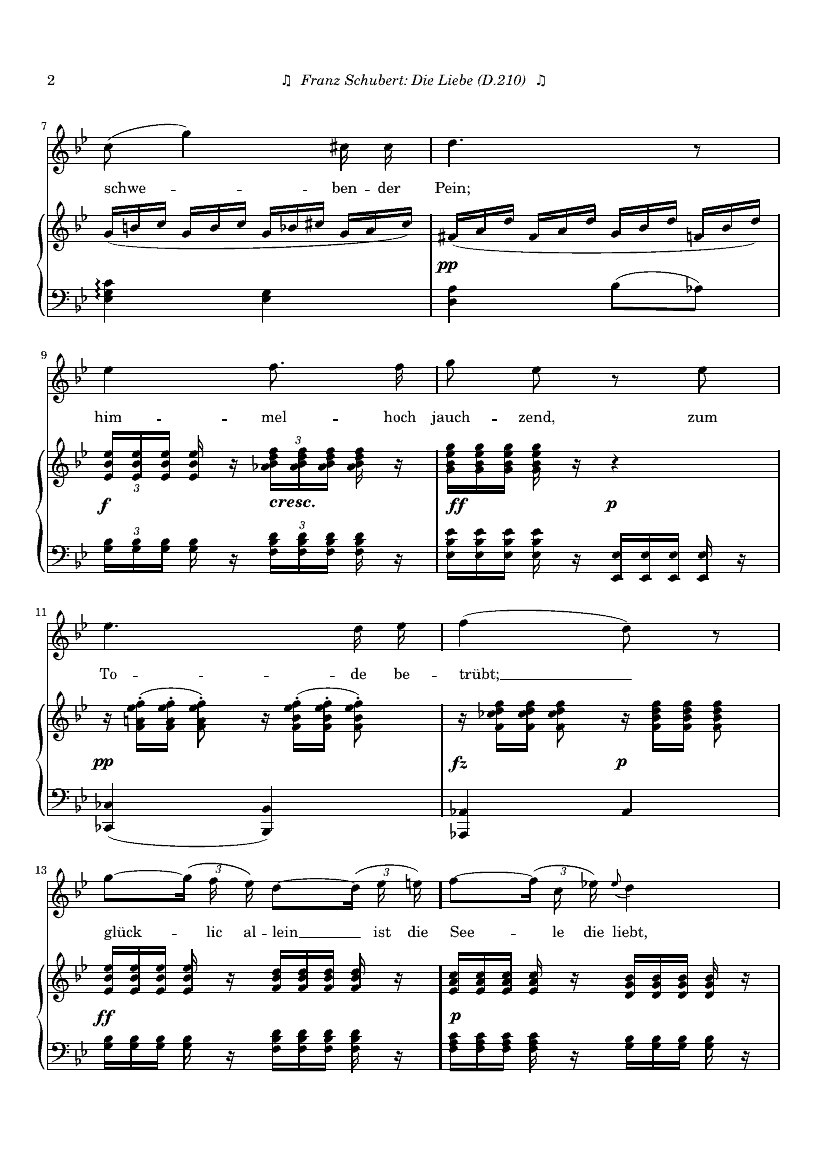 2 ♫ Franz Schubert: Die Liebe (D.210) ♫
7
schwe - - - - ben - der Pein;
pp
9
him - - mel - hoch jauch - zend, zum
3 3
f cresc. ff p
3 3
11
To - - - - - de be - trübt;
pp fz p
13
3 3 3
glück - lic al - lein ist die See - le die liebt,
ff p